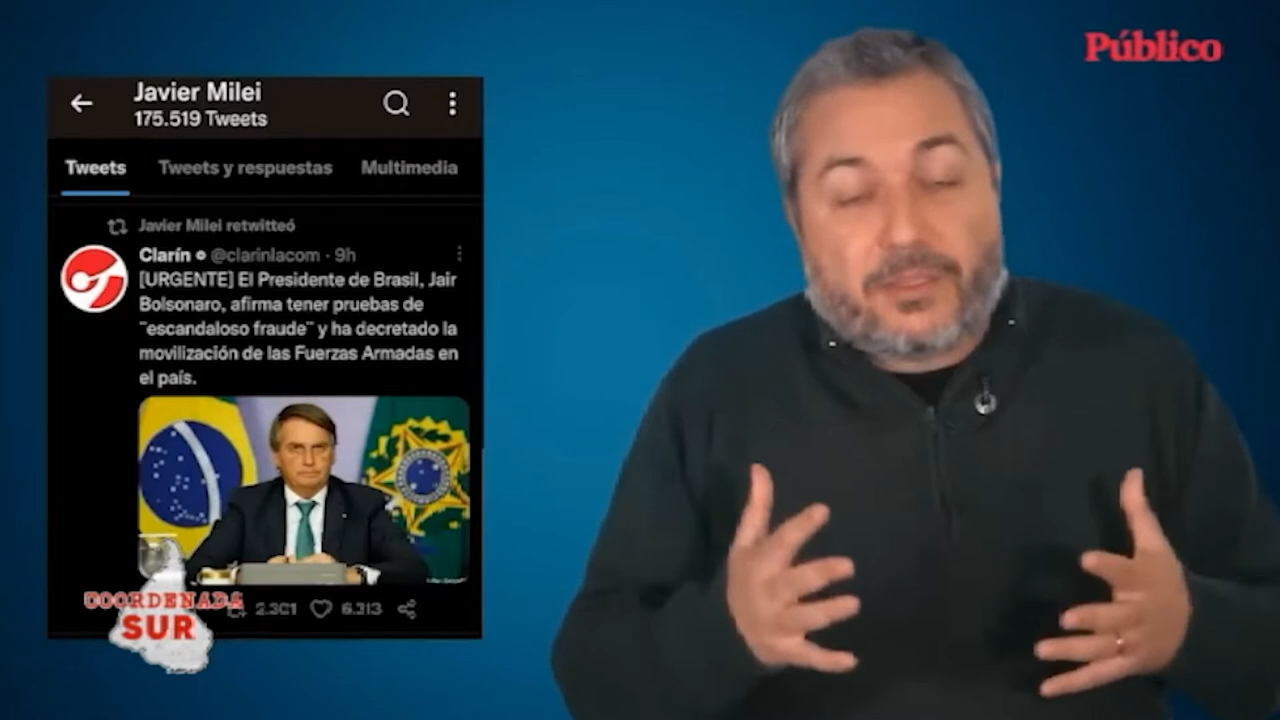 Público
Javier Milei
175.519 Tweets
Tweets
Tweets y respuestas
Multimedia
Javier Milei retwitteó
Clarín @clarinlacom · 9h
[URGENTE] El Presidente de Brasil, Jair
Bolsonaro, afirma tener pruebas de
"escandaloso fraude" y ha decretado la
movilización de las Fuerzas Armadas en
el país.
2.301
6.313
COORDENADA
SUR